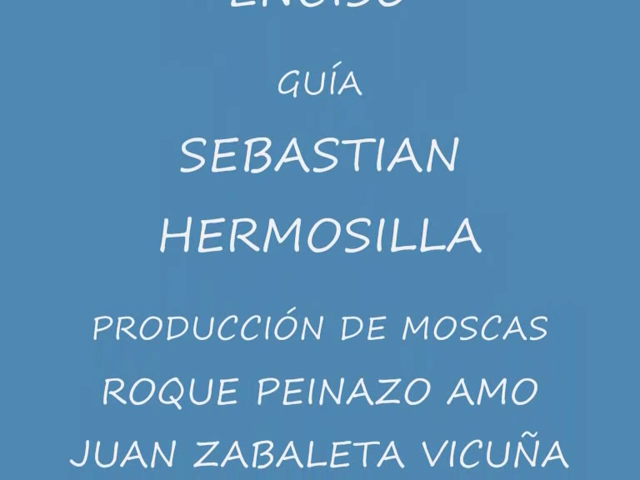 GUÍA
SEBASTIAN
HERMOSILLA
PRODUCCIÓN DE MOSCAS
ROQUE PEINAZO AMO
JUAN ZABALETA VICUÑA